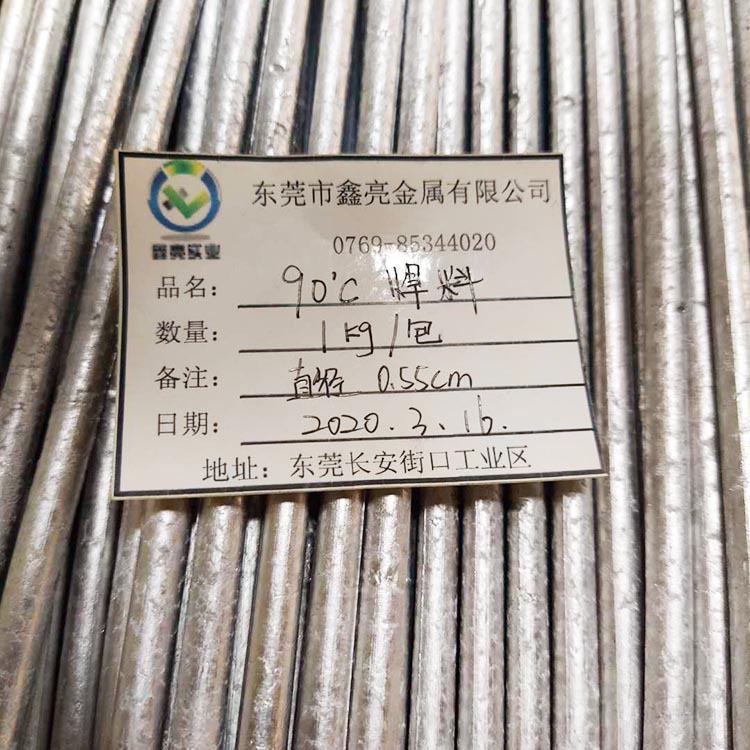 东莞市鑫亮金属有限公司
鑫亮实业
0769-85344020
品名: 90℃ 焊料
数量: 1kg/包
备注: 直径 0.55cm
日期: 2020.3.16.
地址: 东莞长安街口工业区